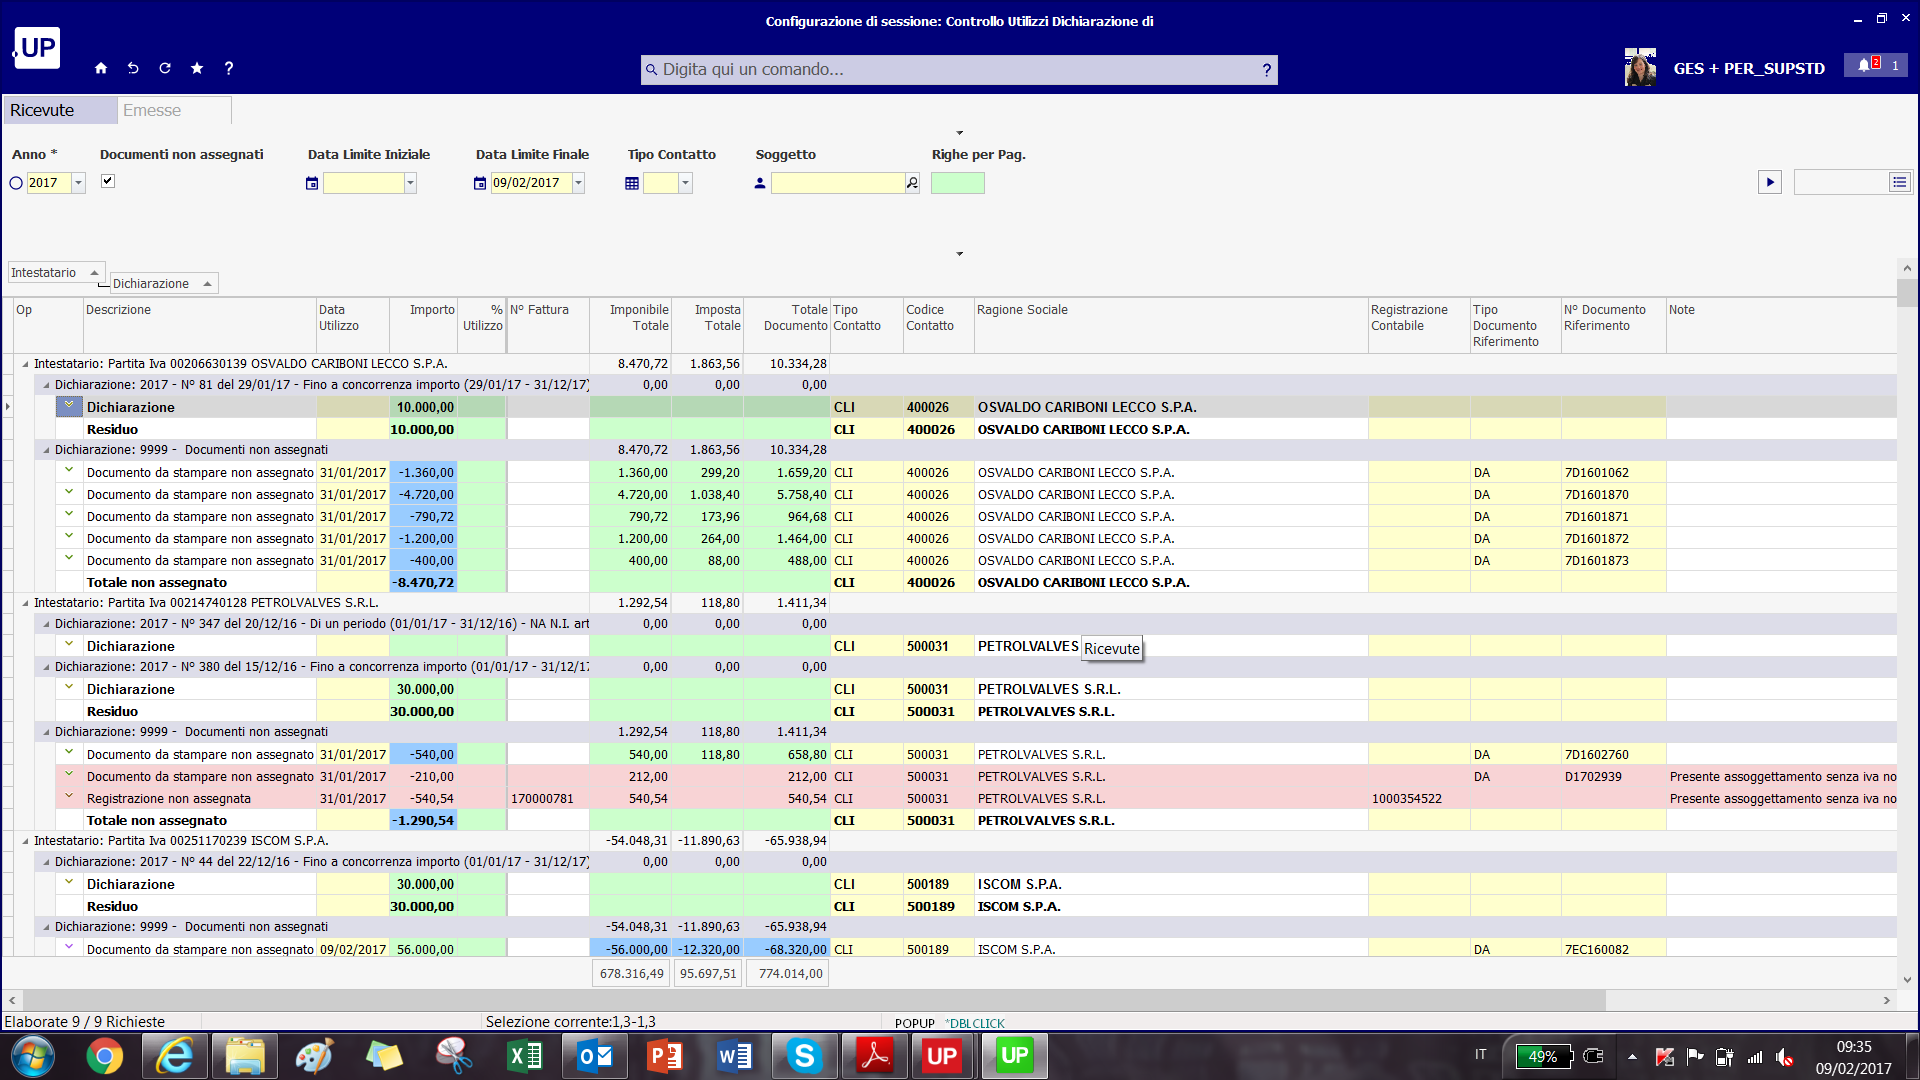 Configurazione di sessione: Controllo Utilizzi Dichiarazione di
.UP
?
Digita qui un comando...
?
GES + PER_SUPSTD
2
1
Ricevute
Emesse
Anno *
Documenti non assegnati
Data Limite Iniziale
Data Limite Finale
Tipo Contatto
Soggetto
Righe per Pag.
2017
09/02/2017
Intestatario
Dichiarazione
Op Descrizione Data Utilizzo Importo % Utilizzo N° Fattura Imponibile Totale Imposta Totale Totale Documento Tipo Contatto Codice Contatto Ragione Sociale Registrazione Contabile Tipo Documento Riferimento N° Documento Riferimento Note
Intestatario: Partita Iva 00206630139 OSVALDO CARIBONI LECCO S.P.A. 8.470,72 1.863,56 10.334,28
Dichiarazione: 2017 - N° 81 del 29/01/17 - Fino a concorrenza importo (29/01/17 - 31/12/17) 0,00 0,00 0,00
Dichiarazione 10.000,00 CLI 400026 OSVALDO CARIBONI LECCO S.P.A.
Residuo 10.000,00 CLI 400026 OSVALDO CARIBONI LECCO S.P.A.
Dichiarazione: 9999 - Documenti non assegnati 8.470,72 1.863,56 10.334,28
Documento da stampare non assegnato 31/01/2017 -1.360,00 1.360,00 299,20 1.659,20 CLI 400026 OSVALDO CARIBONI LECCO S.P.A. DA 7D1601062
Documento da stampare non assegnato 31/01/2017 -4.720,00 4.720,00 1.038,40 5.758,40 CLI 400026 OSVALDO CARIBONI LECCO S.P.A. DA 7D1601870
Documento da stampare non assegnato 31/01/2017 -790,72 790,72 173,96 964,68 CLI 400026 OSVALDO CARIBONI LECCO S.P.A. DA 7D1601871
Documento da stampare non assegnato 31/01/2017 -1.200,00 1.200,00 264,00 1.464,00 CLI 400026 OSVALDO CARIBONI LECCO S.P.A. DA 7D1601872
Documento da stampare non assegnato 31/01/2017 -400,00 400,00 88,00 488,00 CLI 400026 OSVALDO CARIBONI LECCO S.P.A. DA 7D1601873
Totale non assegnato -8.470,72 CLI 400026 OSVALDO CARIBONI LECCO S.P.A.
Intestatario: Partita Iva 00214740128 PETROLVALVES S.R.L. 1.292,54 118,80 1.411,34
Dichiarazione: 2017 - N° 347 del 20/12/16 - Di un periodo (01/01/17 - 31/12/16) - NA N.I. art 0,00 0,00 0,00
Dichiarazione CLI 500031 PETROLVALVES
Ricevute
Dichiarazione: 2017 - N° 380 del 15/12/16 - Fino a concorrenza importo (01/01/17 - 31/12/17 0,00 0,00 0,00
Dichiarazione 30.000,00 CLI 500031 PETROLVALVES S.R.L.
Residuo 30.000,00 CLI 500031 PETROLVALVES S.R.L.
Dichiarazione: 9999 - Documenti non assegnati 1.292,54 118,80 1.411,34
Documento da stampare non assegnato 31/01/2017 -540,00 540,00 118,80 658,80 CLI 500031 PETROLVALVES S.R.L. DA 7D1602760
Documento da stampare non assegnato 31/01/2017 -210,00 212,00 212,00 CLI 500031 PETROLVALVES S.R.L. DA D1702939 Presente assoggettamento senza iva no
Registrazione non assegnata 31/01/2017 -540,54 170000781 540,54 540,54 CLI 500031 PETROLVALVES S.R.L. 1000354522 Presente assoggettamento senza iva no
Totale non assegnato -1.290,54 CLI 500031 PETROLVALVES S.R.L.
Intestatario: Partita Iva 00251170239 ISCOM S.P.A. -54.048,31 -11.890,63 -65.938,94
Dichiarazione: 2017 - N° 44 del 22/12/16 - Fino a concorrenza importo (01/01/17 - 31/12/17) 0,00 0,00 0,00
Dichiarazione 30.000,00 CLI 500189 ISCOM S.P.A.
Residuo 30.000,00 CLI 500189 ISCOM S.P.A.
Dichiarazione: 9999 - Documenti non assegnati -54.048,31 -11.890,63 -65.938,94
Documento da stampare non assegnato 09/02/2017 56.000,00 -56.000,00 -12.320,00 -68.320,00 CLI 500189 ISCOM S.P.A. DA 7EC160082
678.316,49 95.697,51 774.014,00
Elaborate 9 / 9 Richieste
Selezione corrente:1,3-1,3
POPUP *DBLCLICK
UP
UP
IT
49%
09:35
09/02/2017